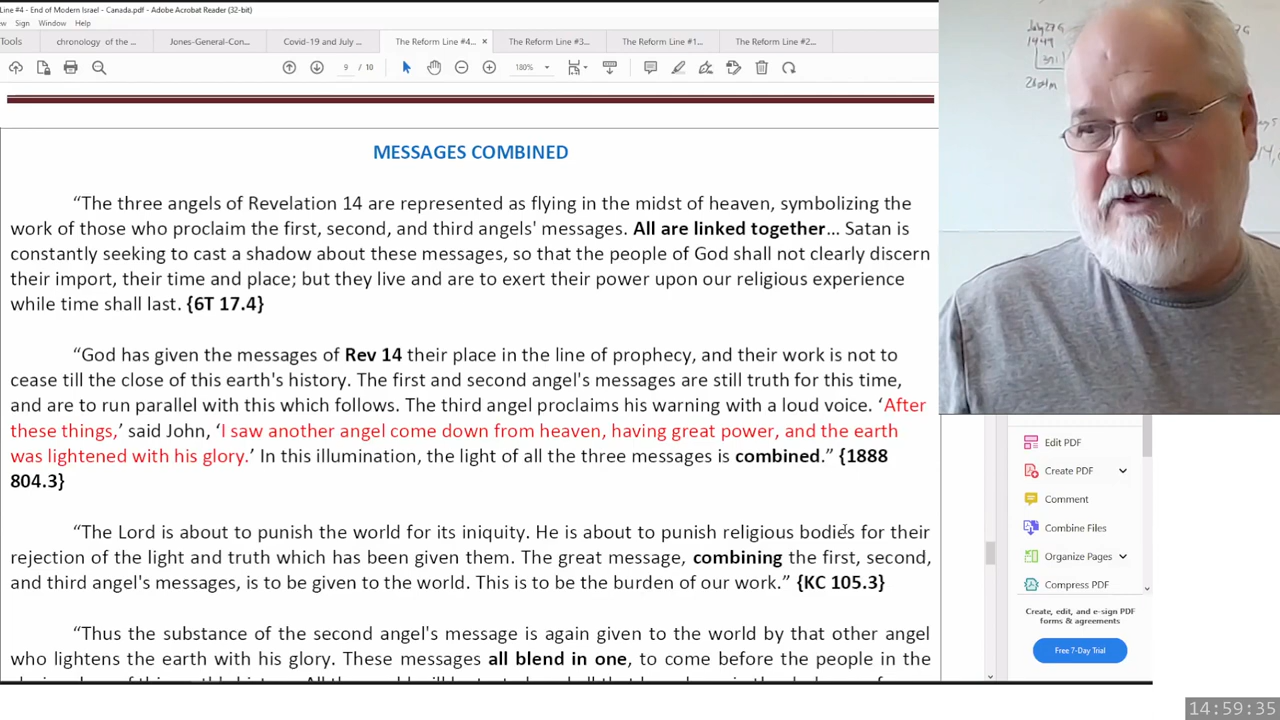 Line #4 - End of Modern Israel - Canada.pdf - Adobe Acrobat Reader (32-bit)
Sign Window Help
Tools chronology of the ... Jones-General-Con... Covid-19 and July ... The Reform Line #4... × The Reform Line #3... The Reform Line #1... The Reform Line #2...
9 / 10 180%
MESSAGES COMBINED
“The three angels of Revelation 14 are represented as flying in the midst of heaven, symbolizing the
work of those who proclaim the first, second, and third angels' messages. All are linked together… Satan is
constantly seeking to cast a shadow about these messages, so that the people of God shall not clearly discern
their import, their time and place; but they live and are to exert their power upon our religious experience
while time shall last. {6T 17.4}
“God has given the messages of Rev 14 their place in the line of prophecy, and their work is not to
cease till the close of this earth's history. The first and second angel's messages are still truth for this time,
and are to run parallel with this which follows. The third angel proclaims his warning with a loud voice. ‘After
these things,’ said John, ‘I saw another angel come down from heaven, having great power, and the earth
was lightened with his glory.’ In this illumination, the light of all the three messages is combined.” {1888
804.3}
“The Lord is about to punish the world for its iniquity. He is about to punish religious bodies for their
rejection of the light and truth which has been given them. The great message, combining the first, second,
and third angel's messages, is to be given to the world. This is to be the burden of our work.” {KC 105.3}
“Thus the substance of the second angel's message is again given to the world by that other angel
who lightens the earth with his glory. These messages all blend in one, to come before the people in the
Edit PDF
Create PDF
Comment
Combine Files
Organize Pages
Compress PDF
Create, edit, and e-sign PDF
forms & agreements
Free 7-Day Trial
14:59:35